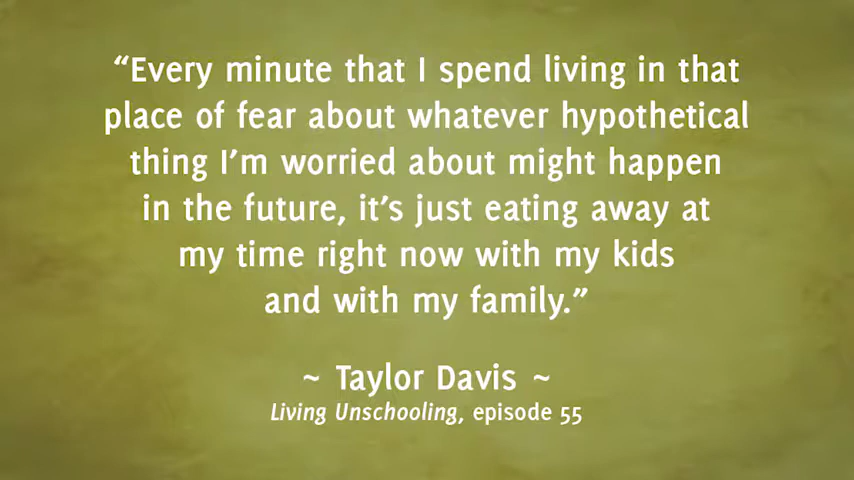 “Every minute that I spend living in that
place of fear about whatever hypothetical
thing I’m worried about might happen
in the future, it’s just eating away at
my time right now with my kids
and with my family.”
~ Taylor Davis ~
Living Unschooling, episode 55